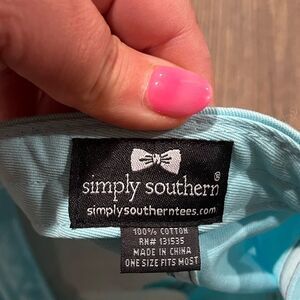 simply southern®
simplysoutherntees.com
100% COTTON
RN# 131535
MADE IN CHINA
ONE SIZE FITS MOST